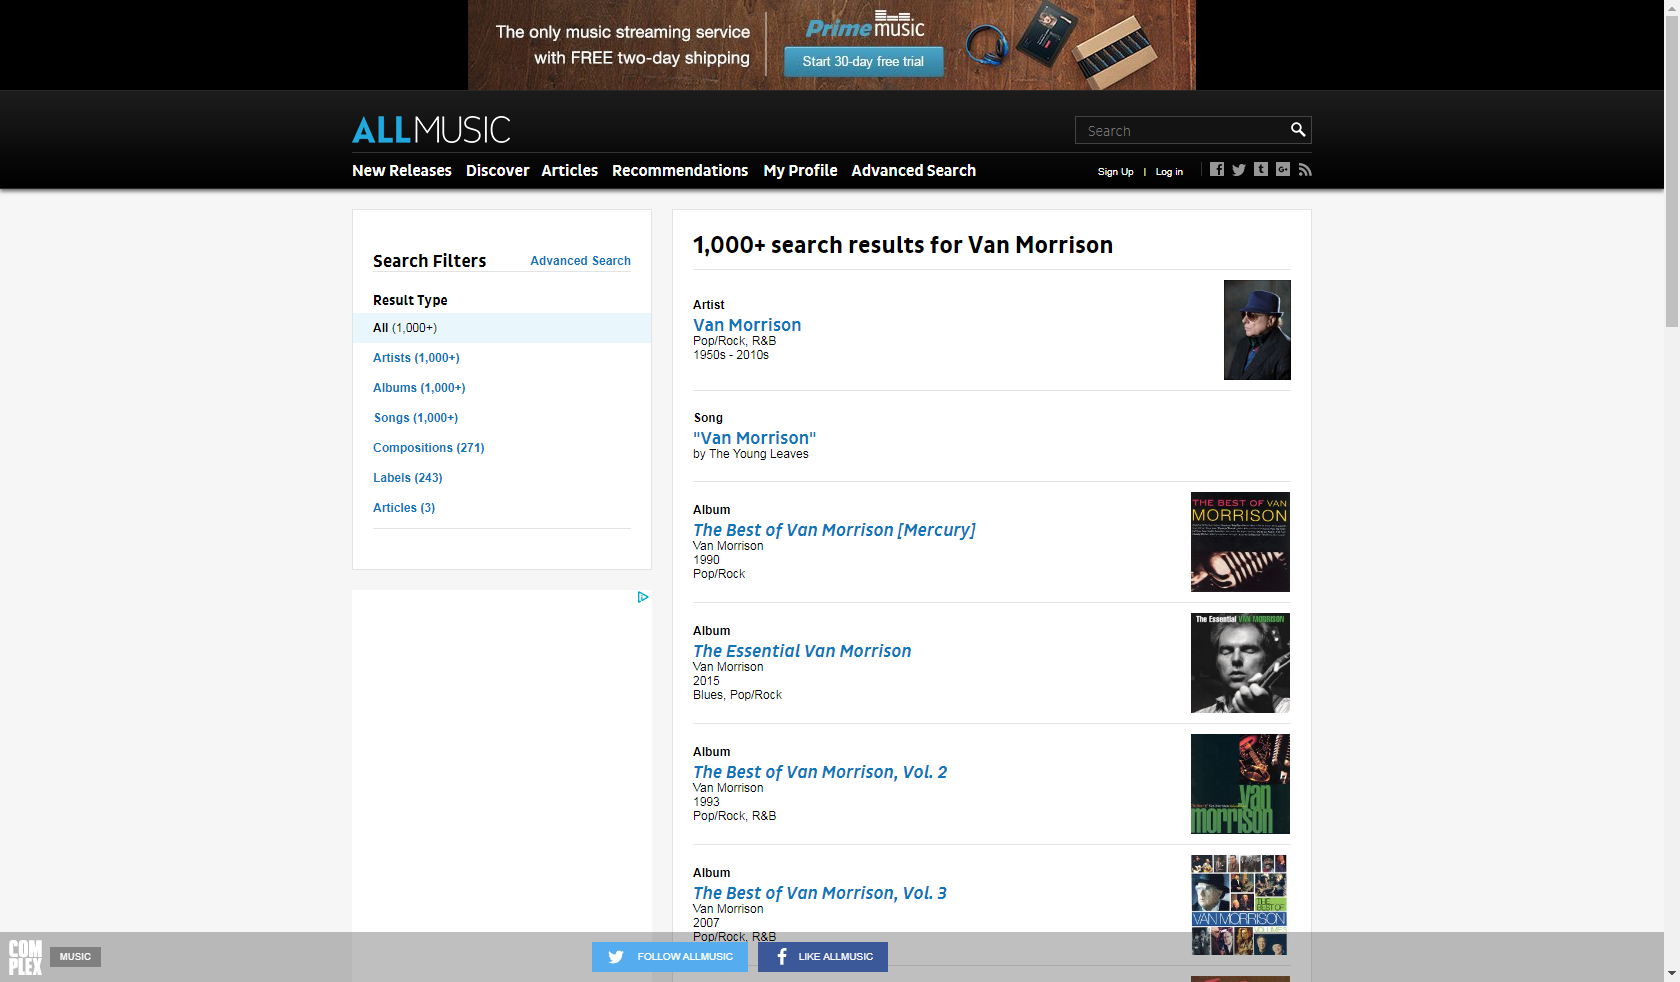 The only music streaming service
with FREE two-day shipping
Prime music
Start 30-day free trial
ALLMUSIC
Search
New Releases Discover Articles Recommendations My Profile Advanced Search
Sign Up | Log in
Search Filters
Advanced Search
Result Type
All (1,000+)
Artists (1,000+)
Albums (1,000+)
Songs (1,000+)
Compositions (271)
Labels (243)
Articles (3)
1,000+ search results for Van Morrison
Artist
Van Morrison
Pop/Rock, R&B
1950s - 2010s
Song
"Van Morrison"
by The Young Leaves
Album
The Best of Van Morrison [Mercury]
Van Morrison
1990
Pop/Rock
THE BEST OF VAN
MORRISON
Album
The Essential Van Morrison
Van Morrison
2015
Blues, Pop/Rock
The Essential VAN MORRISON
Album
The Best of Van Morrison, Vol. 2
Van Morrison
1993
Pop/Rock, R&B
van
morrison
Album
The Best of Van Morrison, Vol. 3
Van Morrison
2007
Pop/Rock, R&B
THE
BEST OF
VAN MORRISON
COMPLEX
MUSIC
FOLLOW ALLMUSIC
LIKE ALLMUSIC